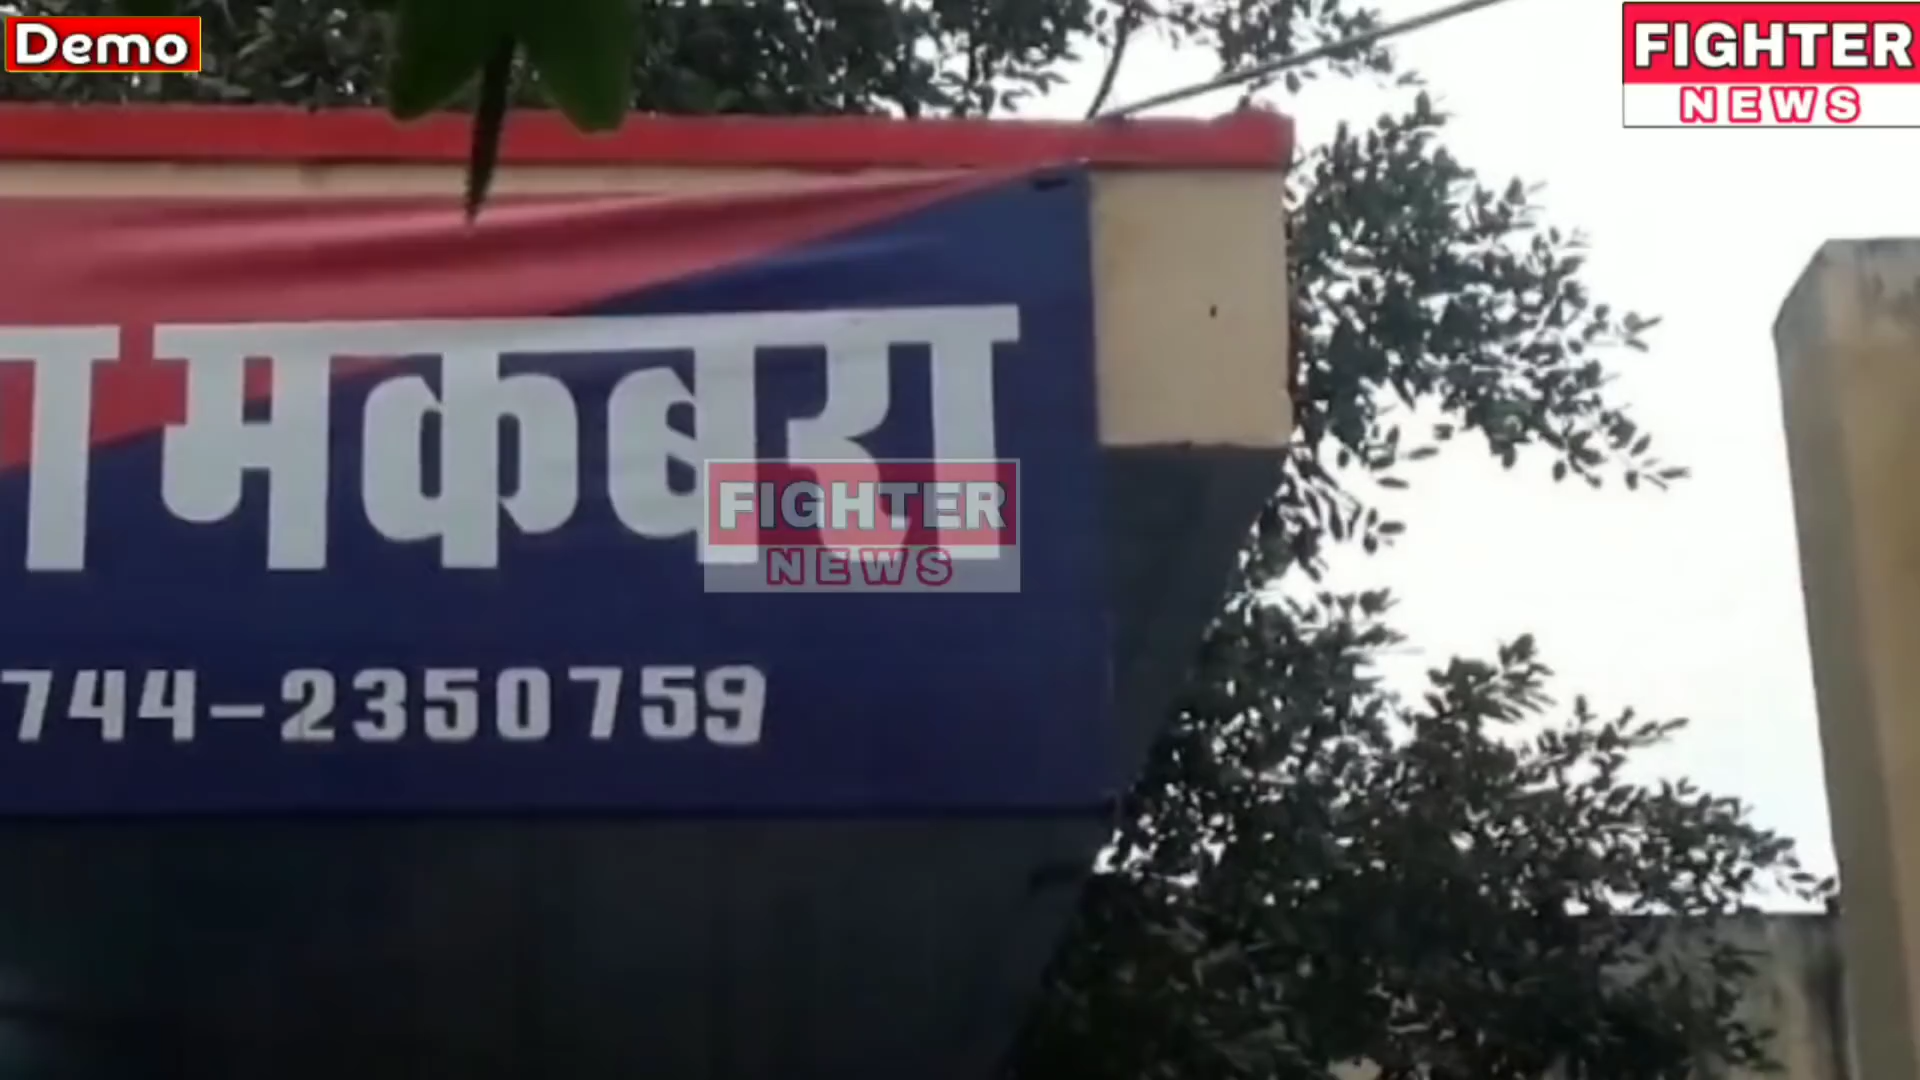 Demo
FIGHTER
NEWS
मकबरा
FIGHTER
NEWS
744-2350759